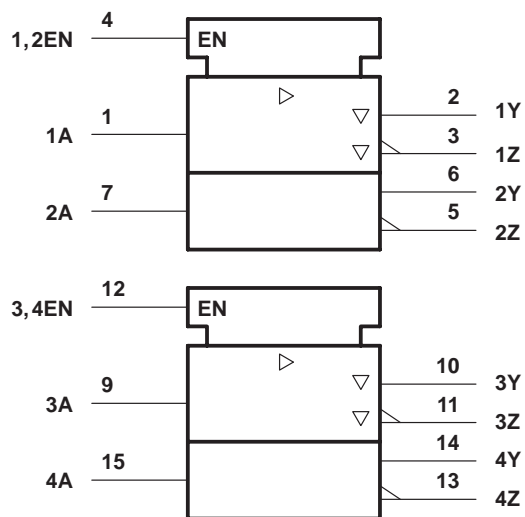 4
1,2EN EN
1 2 1Y
1A 3 1Z
7 6 2Y
2A 5 2Z
12
3,4EN EN
9 10 3Y
3A 11 3Z
15 14 4Y
4A 13 4Z